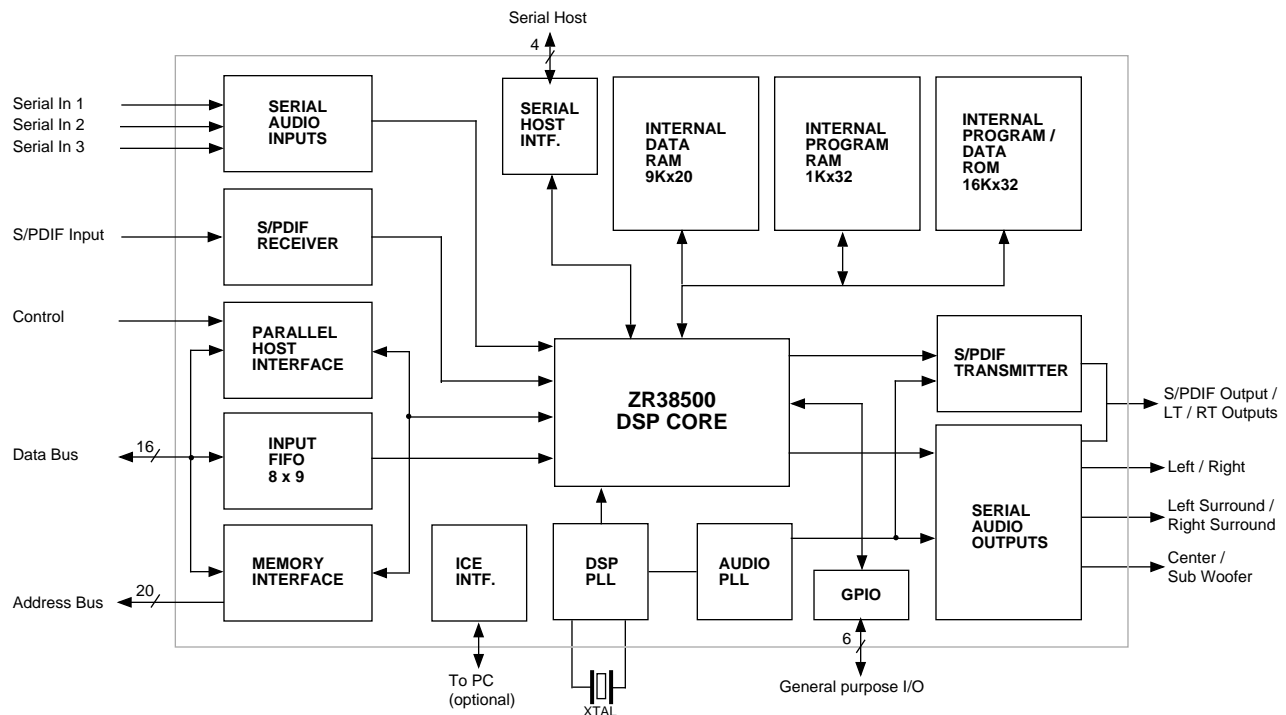 Serial Host
4
Serial In 1
Serial In 2
Serial In 3
SERIAL
AUDIO
INPUTS
SERIAL
HOST
INTF.
INTERNAL
DATA
RAM
9Kx20
INTERNAL
PROGRAM
RAM
1Kx32
INTERNAL
PROGRAM /
DATA
ROM
16Kx32
S/PDIF Input
S/PDIF
RECEIVER
Control
PARALLEL
HOST
INTERFACE
ZR38500
DSP CORE
S/PDIF
TRANSMITTER
S/PDIF Output /
LT / RT Outputs
Data Bus
16
INPUT
FIFO
8 x 9
Left / Right
Left Surround /
Right Surround
Center /
Sub Woofer
SERIAL
AUDIO
OUTPUTS
Address Bus
20
MEMORY
INTERFACE
ICE
INTF.
DSP
PLL
AUDIO
PLL
GPIO
6
To PC
(optional)
XTAL
General purpose I/O